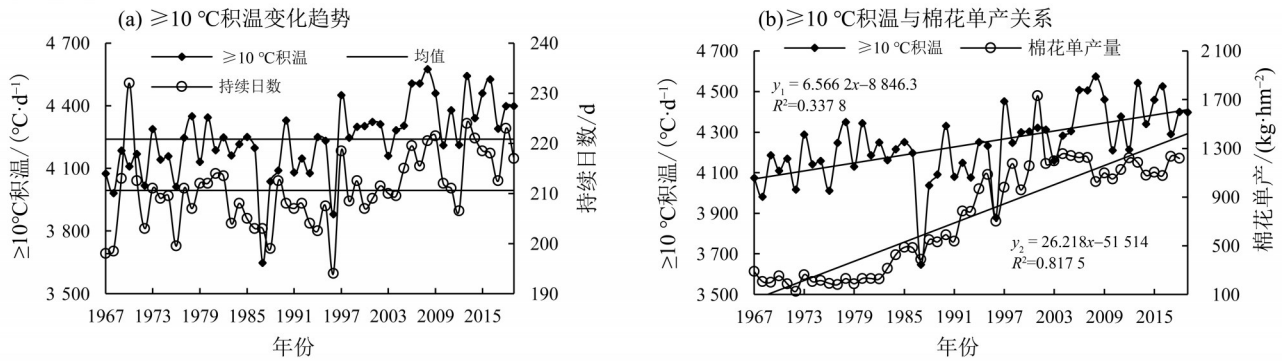 (a) ≥10 ℃积温变化趋势
4 700
4 400
4 100
3 800
3 500
≥10℃积温/ (℃·d⁻¹)
≥10 ℃积温
均值
持续日数
240
230
220
210
200
190
持续日数/d
1967 1973 1979 1985 1991 1997 2003 2009 2015
年份
(b)≥10 ℃积温与棉花单产关系
4 700
4 500
4 300
4 100
3 900
3 700
3 500
≥10 ℃积温/ (℃·d⁻¹)
≥10 ℃积温
棉花单产量
y₁ = 6.566 2x–8 846.3
R²=0.337 8
y₂ = 26.218x–51 514
R²=0.817 5
2 100
1 700
1 300
900
500
100
棉花单产/(kg·hm⁻²)
1967 1973 1979 1985 1991 1997 2003 2009 2015
年份